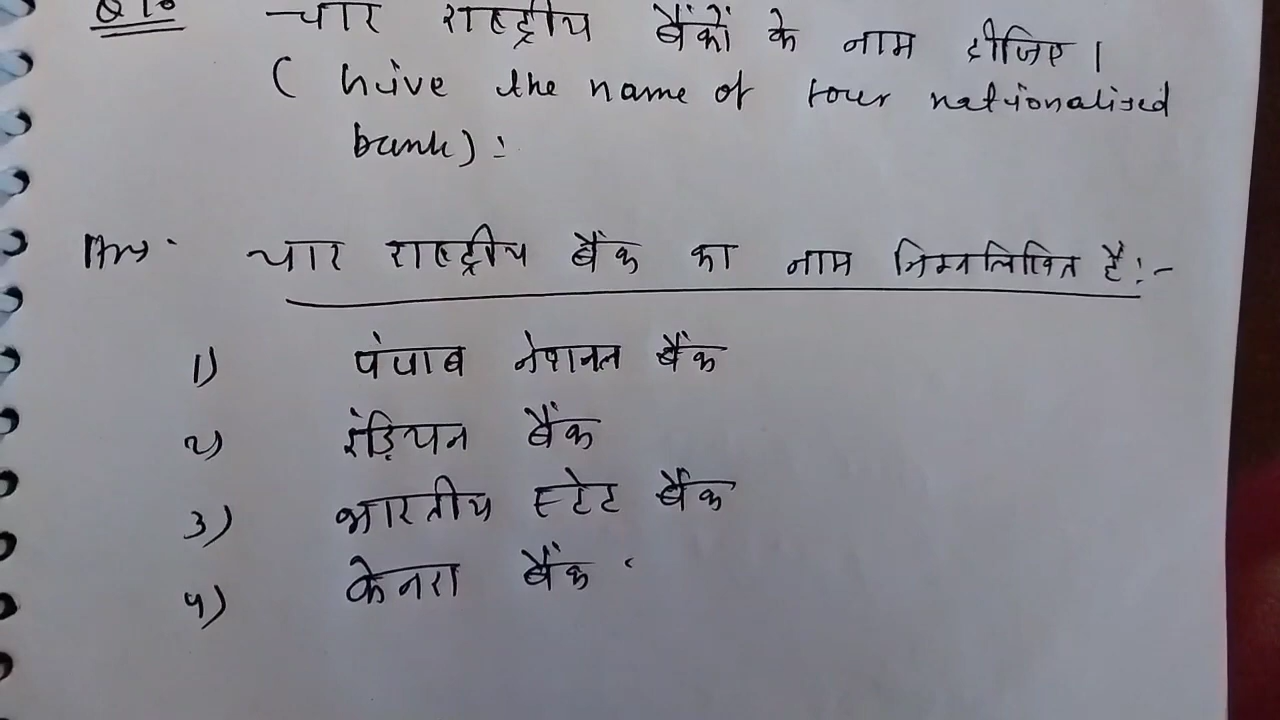 Q1.
चार राष्ट्रीय बैंकों के नाम दीजिए।
( Give the name of four nationalised
bank) :
Ans. चार राष्ट्रीय बैंक का नाम निम्नलिखित है:-
1) पंजाब नेशनल बैंक
2) इंडियन बैंक
3) भारतीय स्टेट बैंक
4) केनरा बैंक